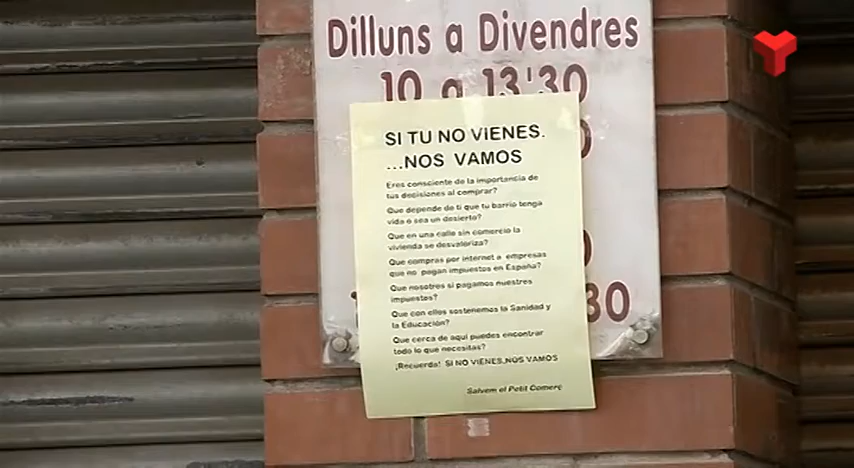 Dilluns a Divendres
10 a 13'30
SI TU NO VIENES.
...NOS VAMOS
Eres consciente de la importancia de
tus decisiones al comprar?
Que depende de ti que tu barrio tenga
vida o sea un desierto?
Que en una calle sin comercio la
vivienda se desvaloriza?
Que compras por internet a empresas
que no pagan impuestos en España?
Que nosotros si pagamos nuestros
impuestos?
Que con ellos sostenemos la Sanidad y
la Educación?
Que cerca de aqui puedes encontrar
todo lo que necesitas?
¡Recuerda! SI NO VIENES,NOS VAMOS
Salvem el Petit Comerç